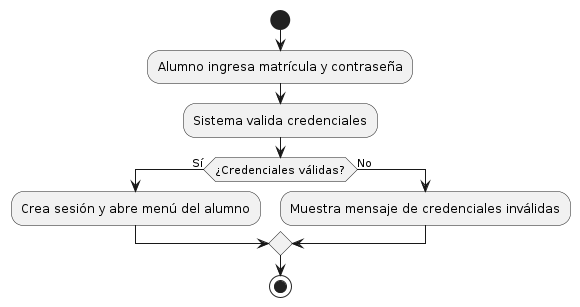 Alumno ingresa matrícula y contraseña
Sistema valida credenciales
Sí
¿Credenciales válidas?
No
Crea sesión y abre menú del alumno
Muestra mensaje de credenciales inválidas